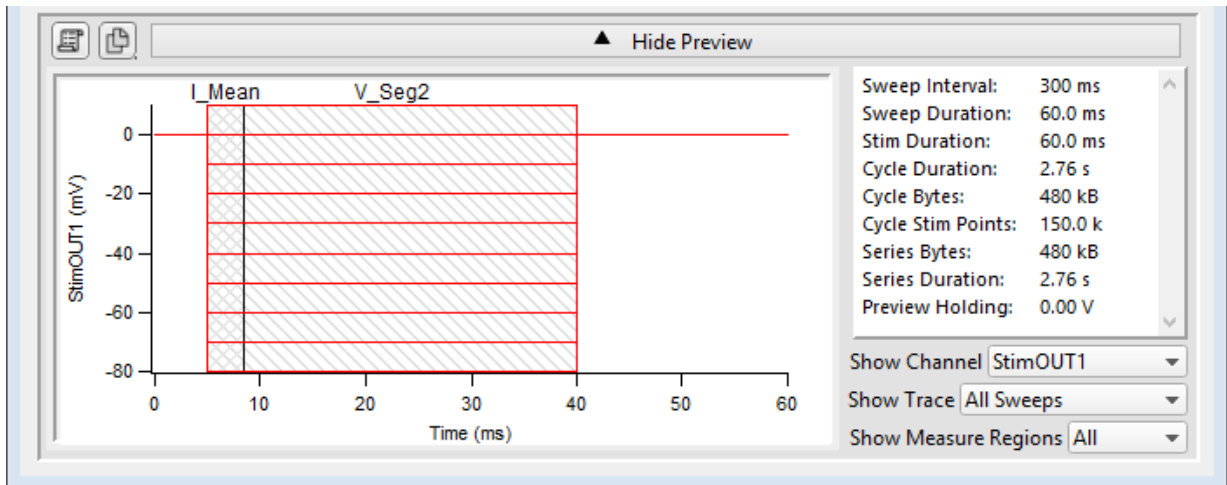 Hide Preview
I_Mean V_Seg2
0
-20
-40
-60
-80
StimOUT1 (mV)
0 10 20 30 40 50 60
Time (ms)
Sweep Interval: 300 ms
Sweep Duration: 60.0 ms
Stim Duration: 60.0 ms
Cycle Duration: 2.76 s
Cycle Bytes: 480 kB
Cycle Stim Points: 150.0 k
Series Bytes: 480 kB
Series Duration: 2.76 s
Preview Holding: 0.00 V
Show Channel StimOUT1
Show Trace All Sweeps
Show Measure Regions All